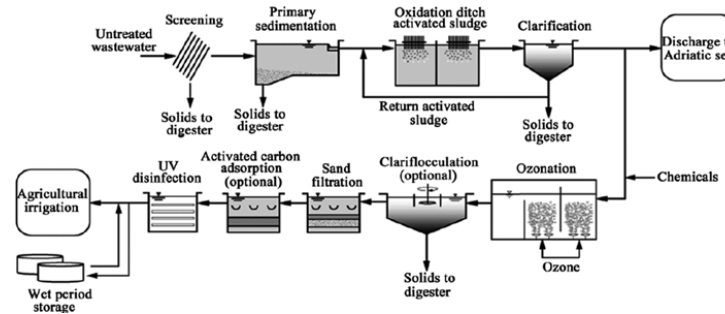 Untreated
wastewater
Screening
Primary
sedimentation
Oxidation ditch
activated sludge
Clarification
Discharge
Adriatic
Solids to
digester
Solids to
digester
Return activated
sludge
Solids to
digester
Agricultural
irrigation
UV
disinfection
Activated carbon
adsorption
(optional)
Sand
filtration
Clariflocculation
(optional)
Ozonation
Chemicals
Wet period
storage
Solids to
digester
Ozone